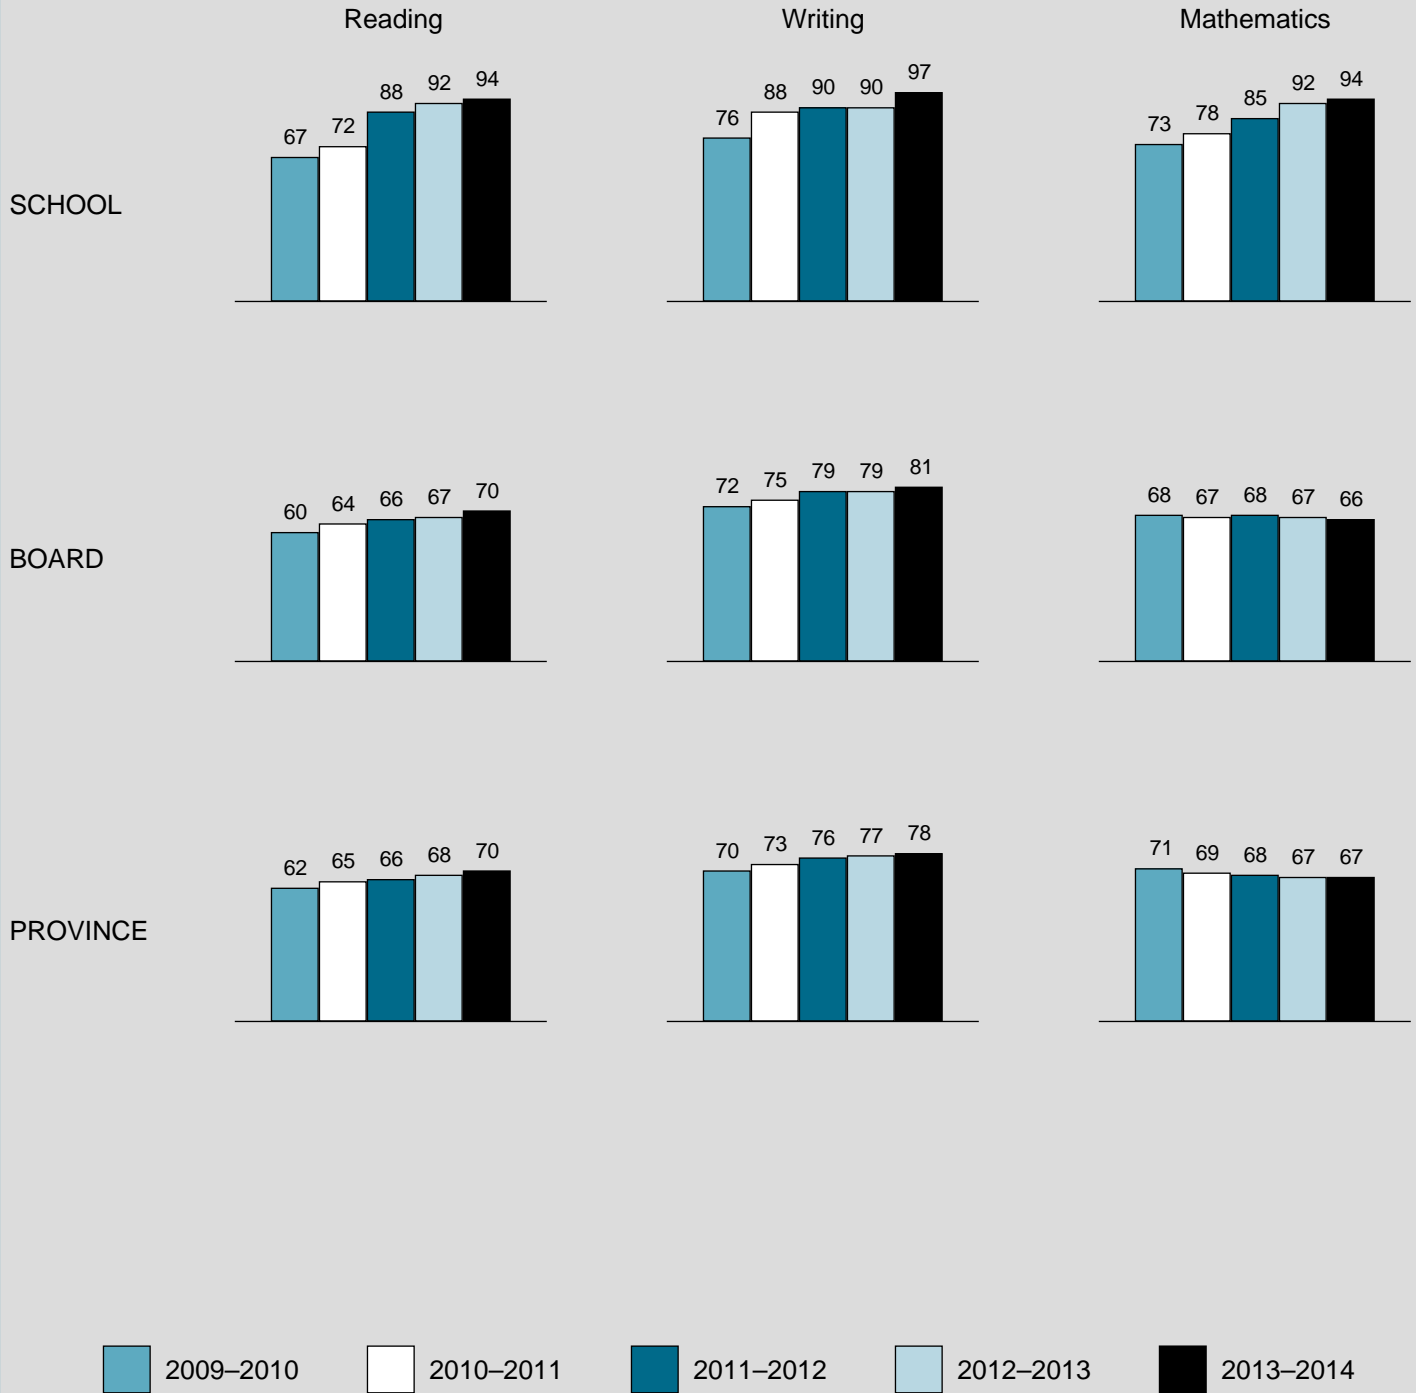 Reading Writing Mathematics
67 72 88 92 94 76 88 90 90 97 73 78 85 92 94
SCHOOL
60 64 66 67 70 72 75 79 79 81 68 67 68 67 66
BOARD
62 65 66 68 70 70 73 76 77 78 71 69 68 67 67
PROVINCE
2009–2010 2010–2011 2011–2012 2012–2013 2013–2014